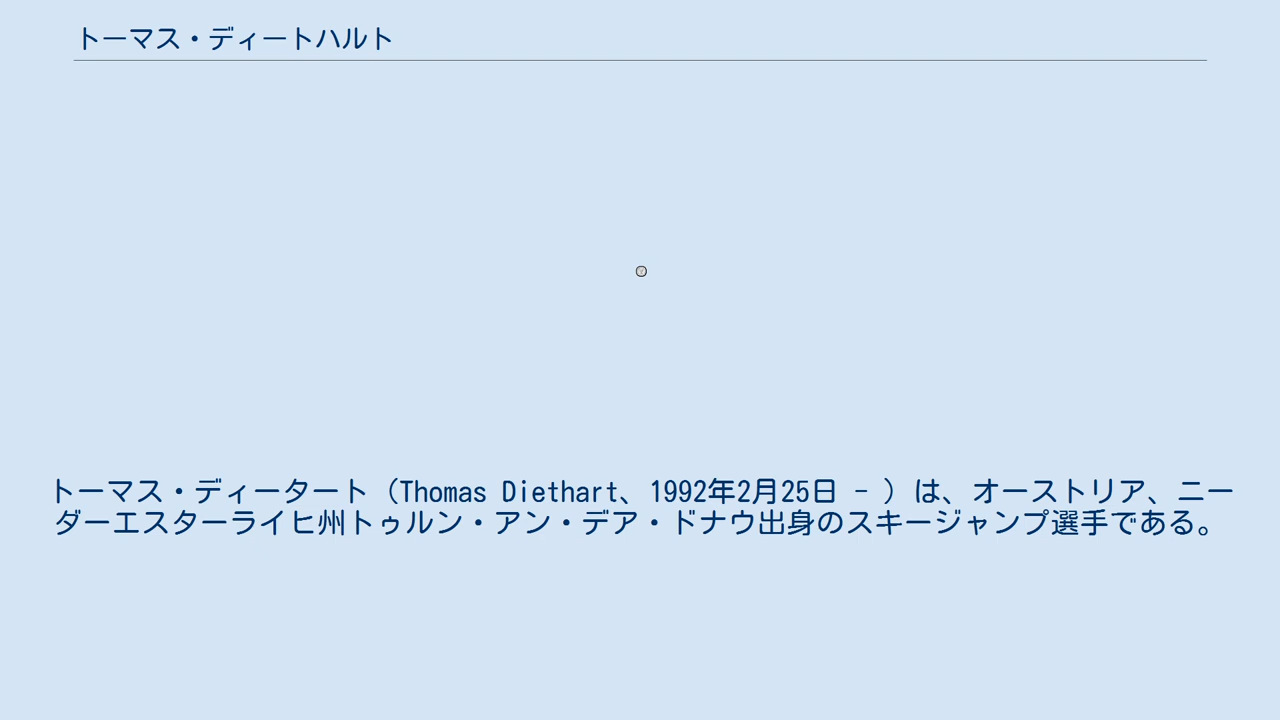 トーマス・ディートハルト
トーマス・ディータート（Thomas Diethart、1992年2月25日 - ）は、オーストリア、ニー
ダーエスターライヒ州トゥルン・アン・デア・ドナウ出身のスキージャンプ選手である。